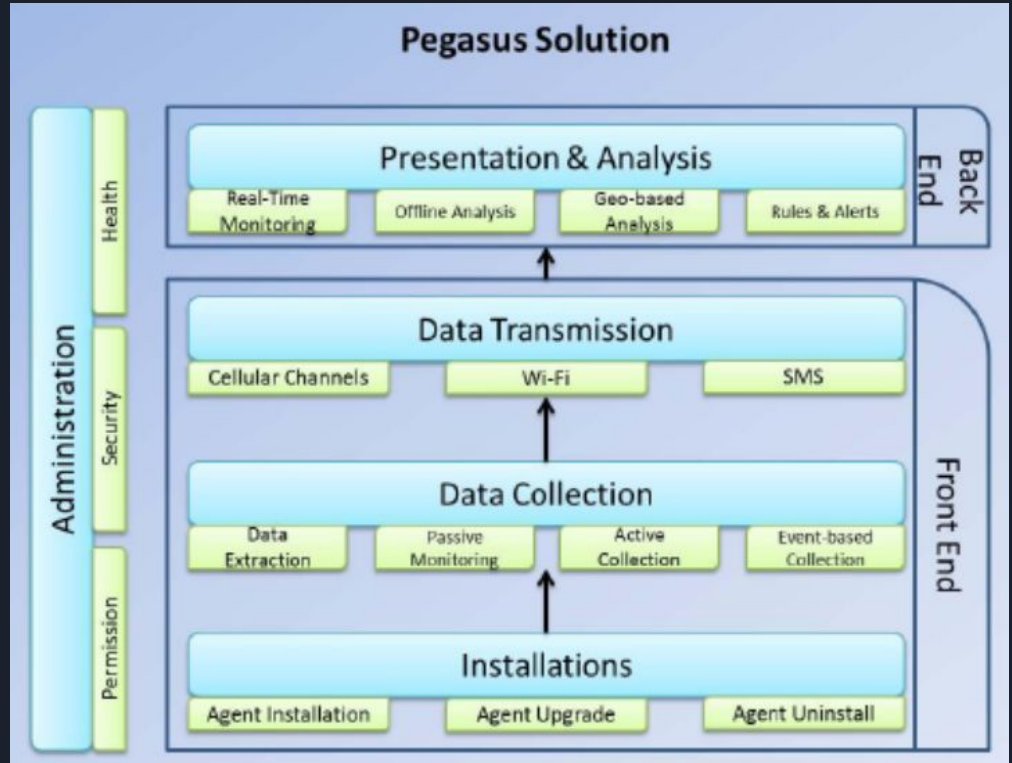 Pegasus Solution
Administration
Health
Security
Permission
Back
End
Presentation & Analysis
Real-Time
Monitoring
Offline Analysis
Geo-based
Analysis
Rules & Alerts
Front End
Data Transmission
Cellular Channels
Wi-Fi
SMS
Data Collection
Data
Extraction
Passive
Monitoring
Active
Collection
Event-based
Collection
Installations
Agent Installation
Agent Upgrade
Agent Uninstall